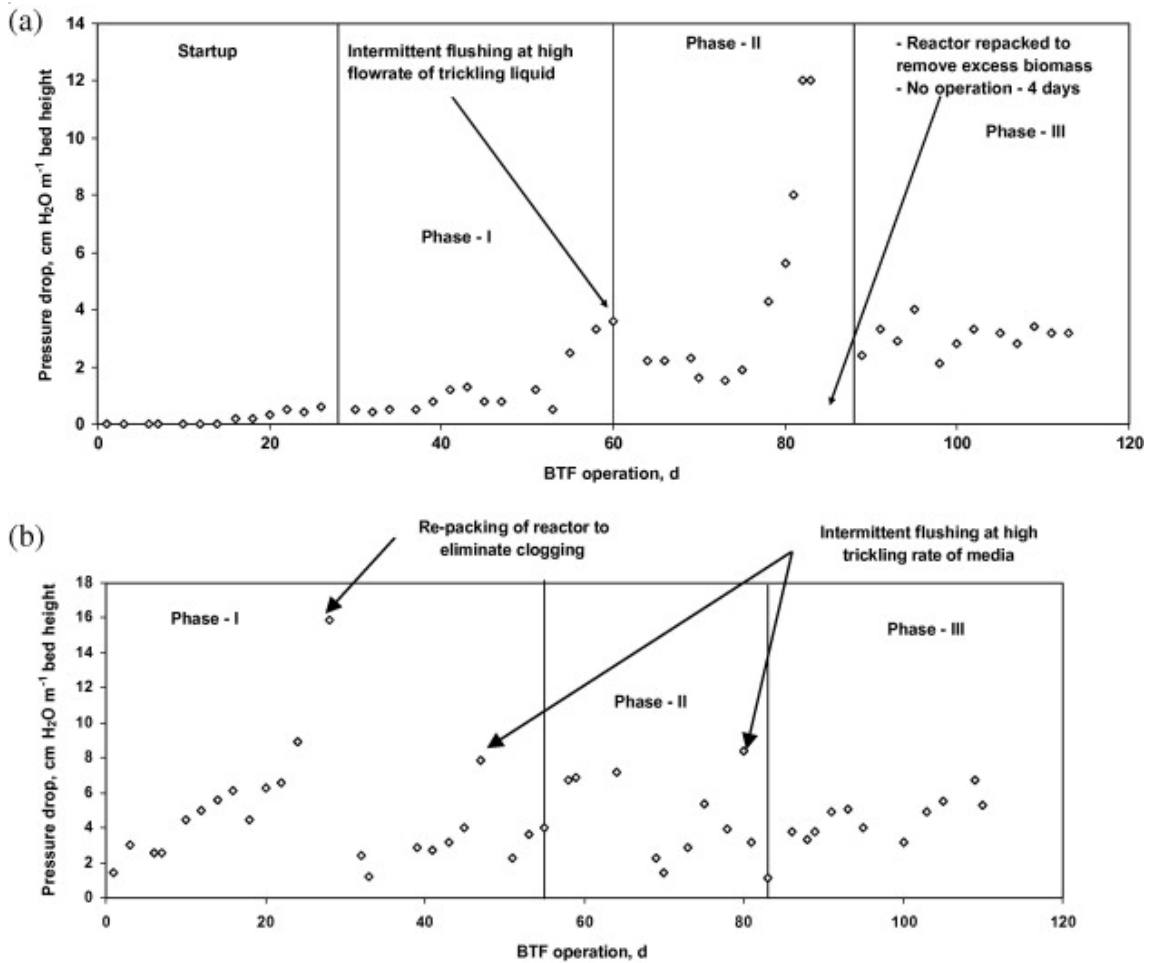 (a)
14
12
10
8
6
4
2
0
Pressure drop, cm H₂O m⁻¹ bed height
Startup
Intermittent flushing at high
flowrate of trickling liquid
Phase - I
Phase - II
- Reactor repacked to
remove excess biomass
- No operation - 4 days
Phase - III
0 20 40 60 80 100 120
BTF operation, d
(b)
Re-packing of reactor to
eliminate clogging
Intermittent flushing at high
trickling rate of media
18
16
14
12
10
8
6
4
2
0
Pressure drop, cm H₂O m⁻¹ bed height
Phase - I
Phase - II
Phase - III
0 20 40 60 80 100 120
BTF operation, d